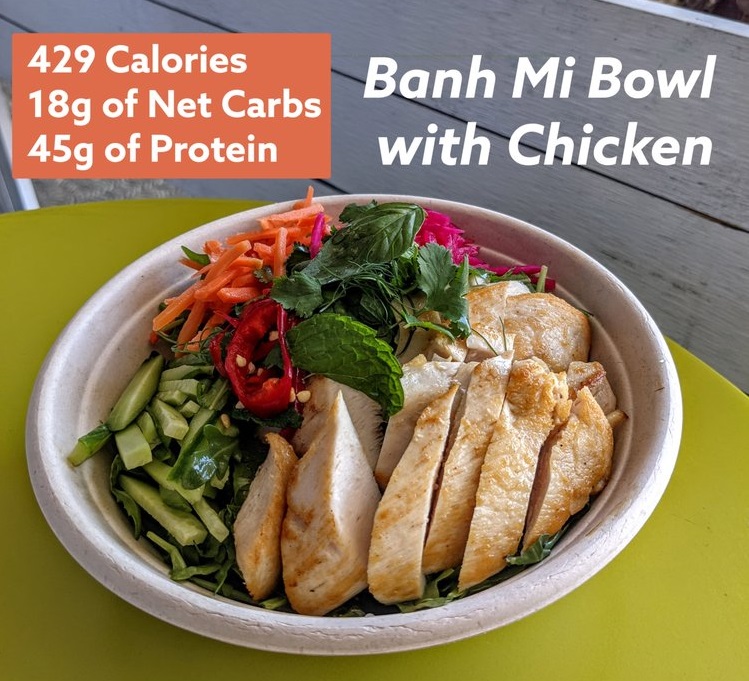 429 Calories
18g of Net Carbs
45g of Protein
Banh Mi Bowl
with Chicken